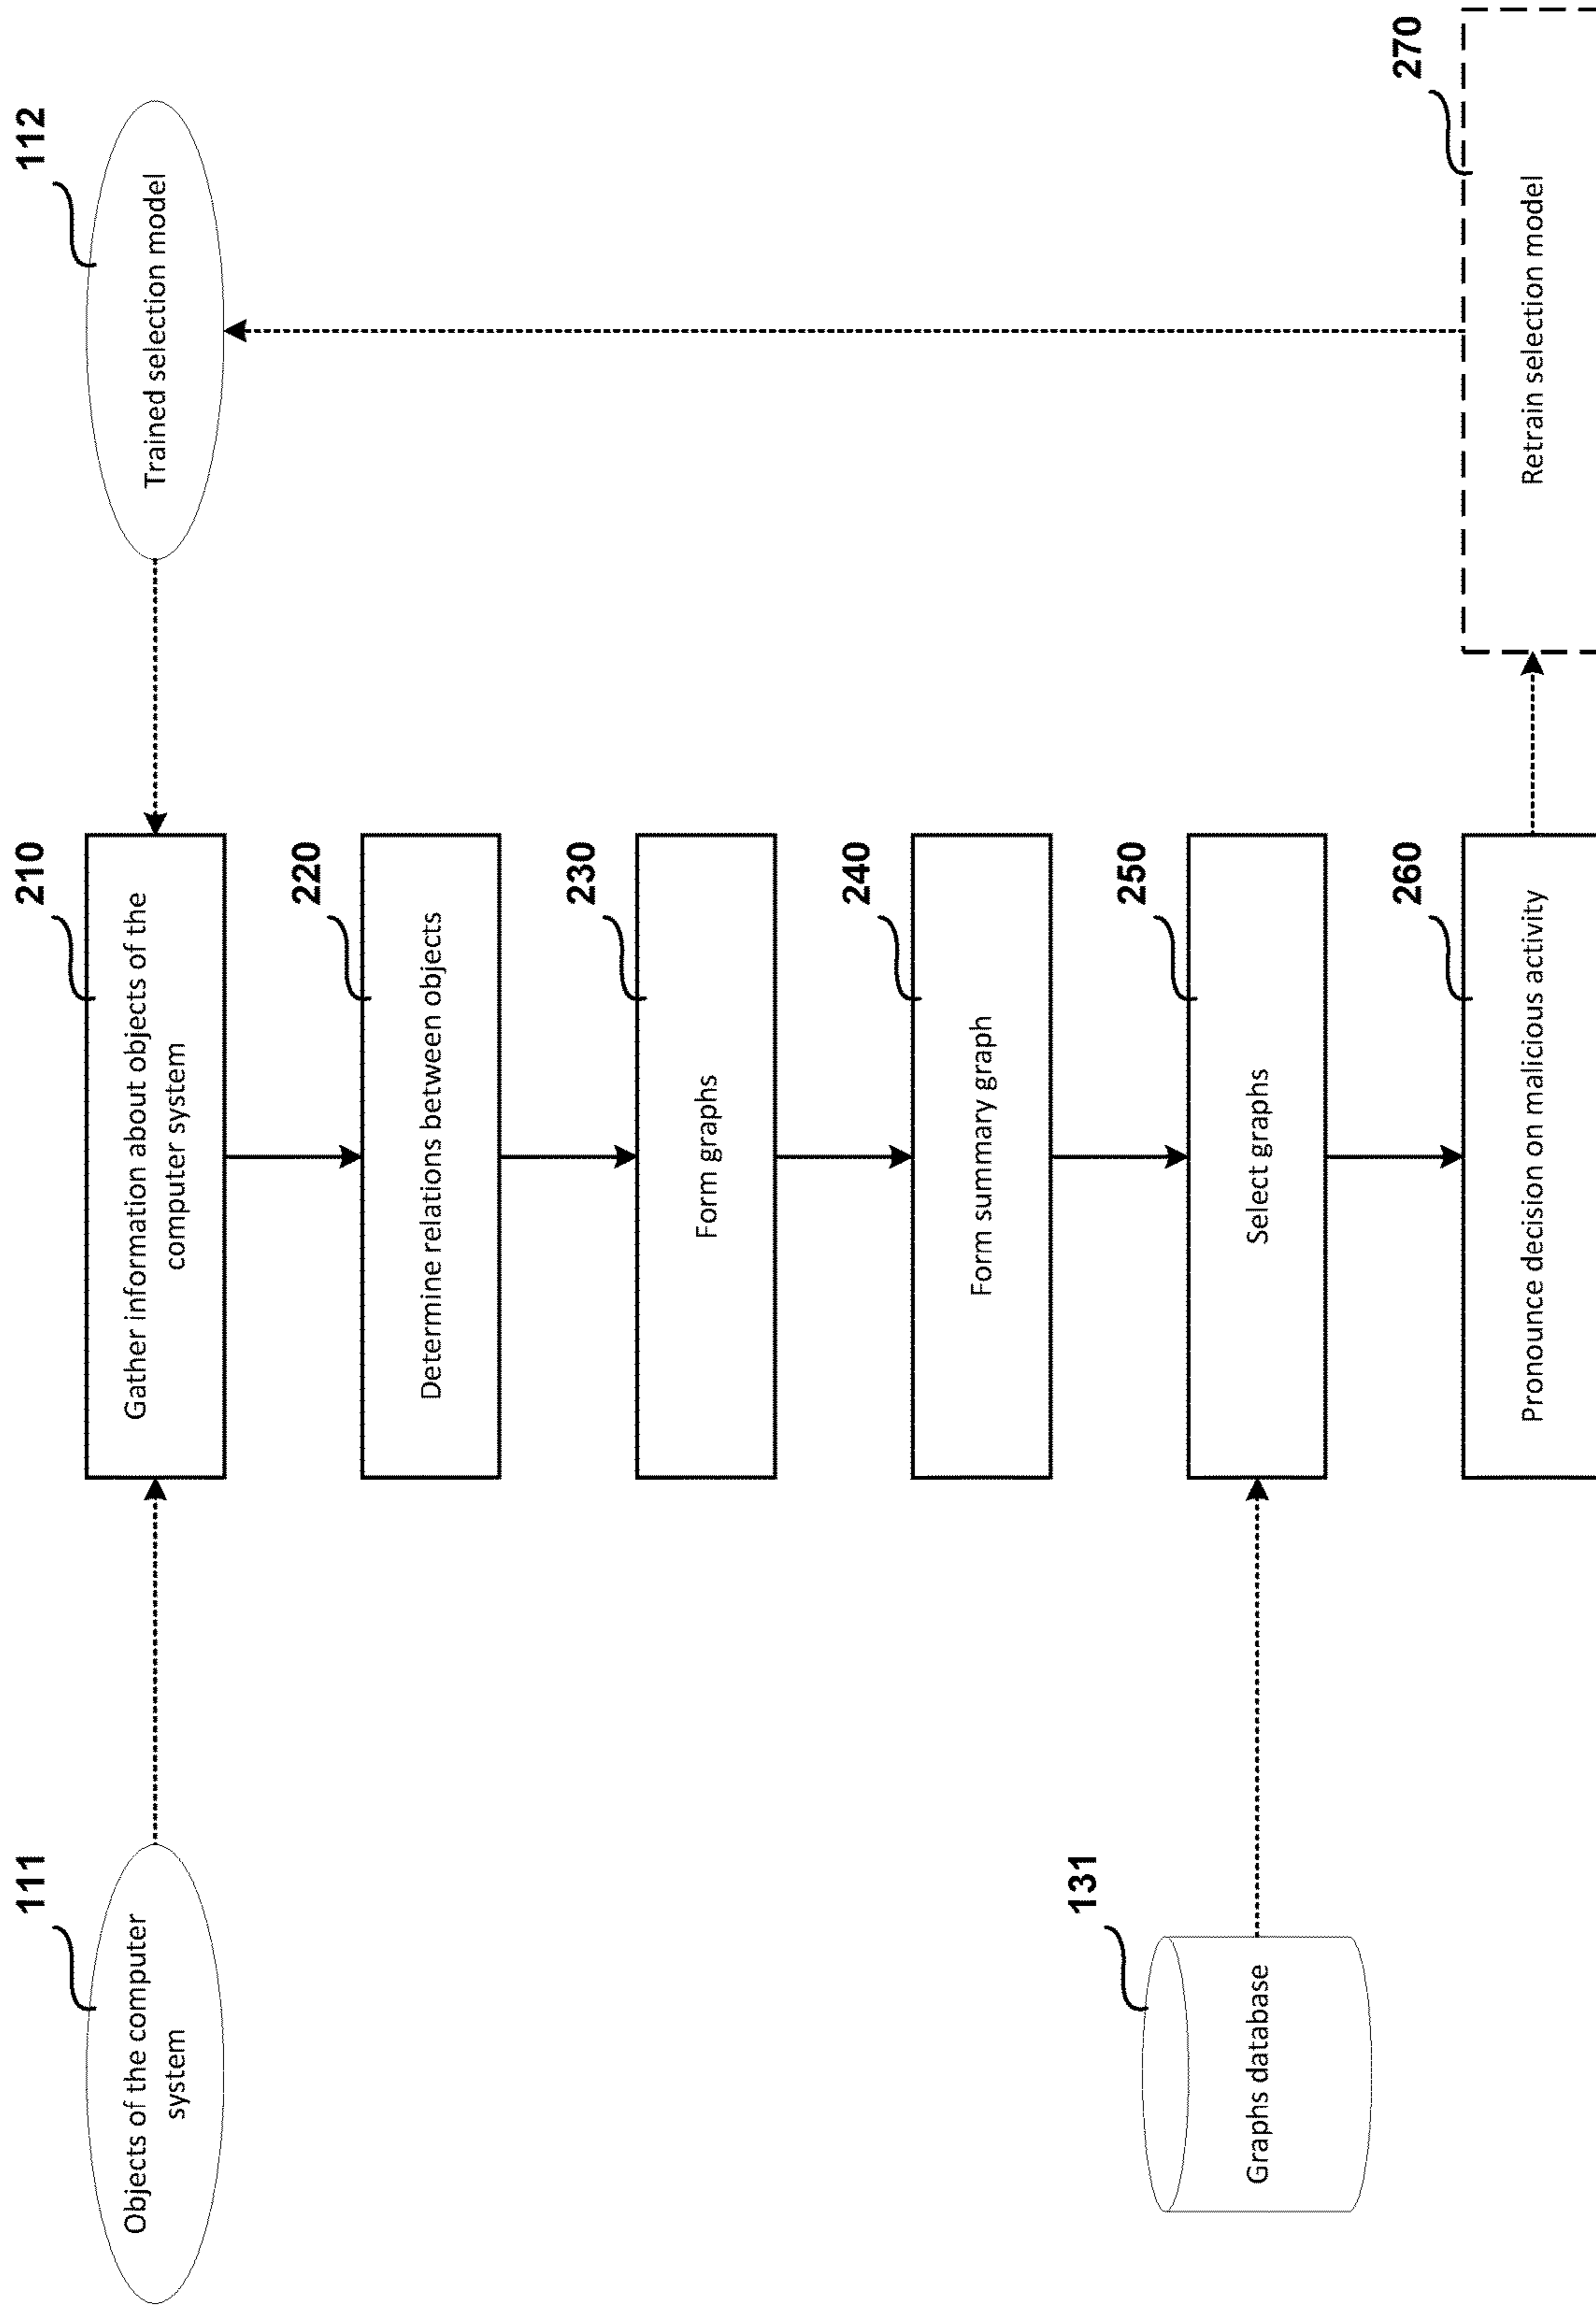 111
Objects of the computer
system
210
Gather information about objects of the
computer system
112
Trained selection model
220
Determine relations between objects
230
Form graphs
240
Form summary graph
131
Graphs database
250
Select graphs
260
Pronounce decision on malicious activity
270
Retrain selection model